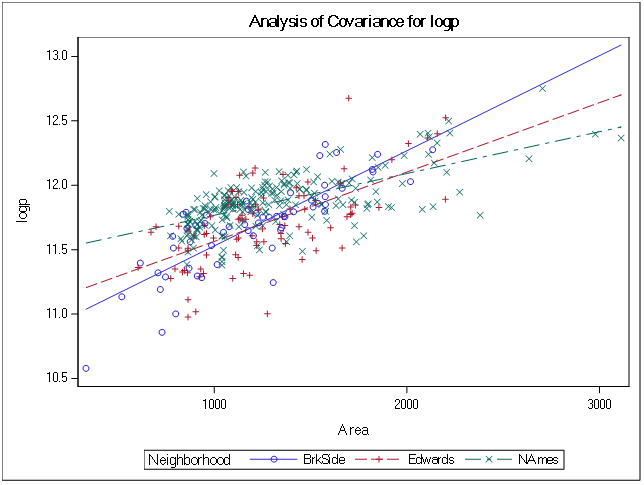 Analysis of Covariance for logp
13.0
12.5
12.0
11.5
11.0
10.5
logp
1000 2000 3000
Area
Neighborhood BrkSide Edwards NAmes